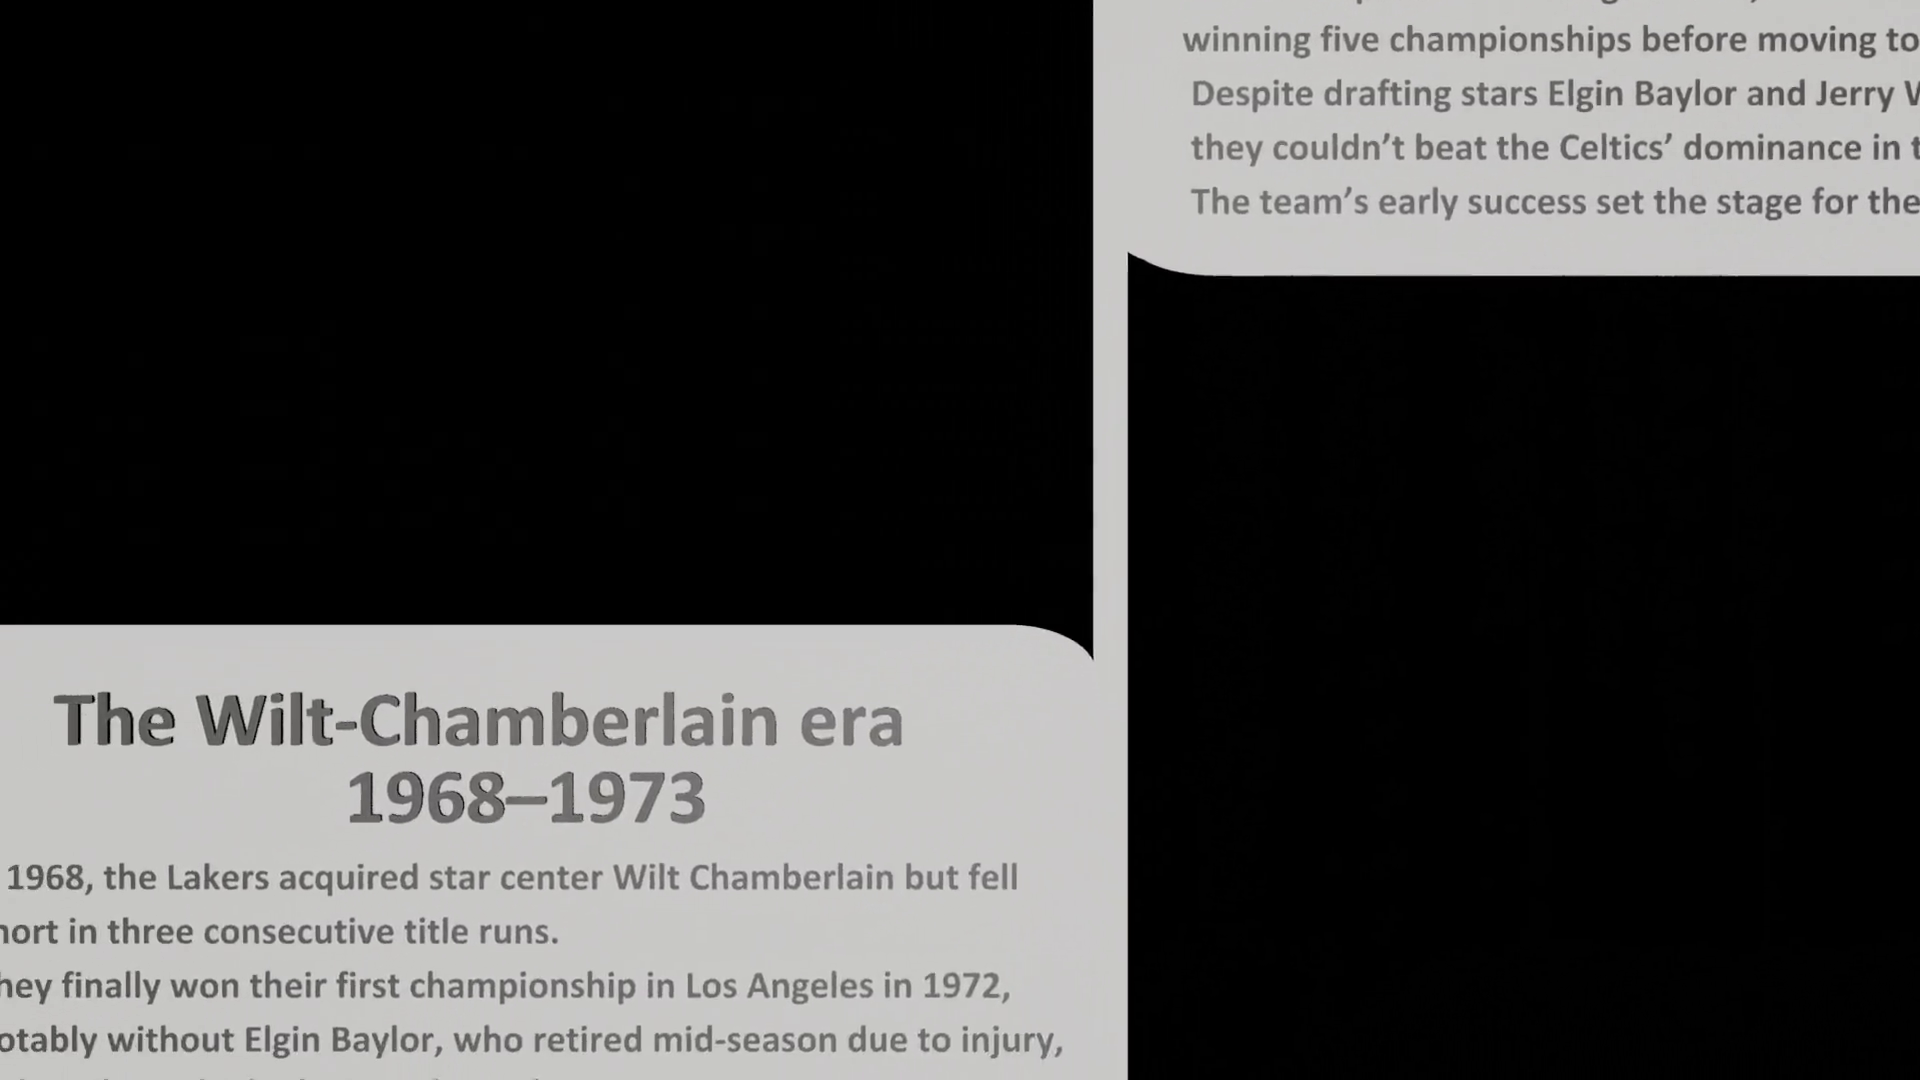 winning five championships before moving to
Despite drafting stars Elgin Baylor and Jerry
they couldn’t beat the Celtics’ dominance in
The team’s early success set the stage for the
The Wilt-Chamberlain era
1968–1973
1968, the Lakers acquired star center Wilt Chamberlain but fell
in three consecutive title runs.
finally won their first championship in Los Angeles in 1972,
without Elgin Baylor, who retired mid-season due to injury,